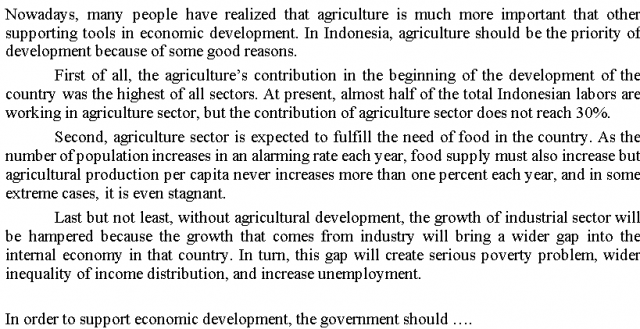 Nowadays, many people have realized that agriculture is much more important that other
supporting tools in economic development. In Indonesia, agriculture should be the priority of
development because of some good reasons.
First of all, the agriculture's contribution in the beginning of the development of the
country was the highest of all sectors. At present, almost half of the total Indonesian labors are
working in agriculture sector, but the contribution of agriculture sector does not reach 30%.
Second, agriculture sector is expected to fulfill the need of food in the country. As the
number of population increases in an alarming rate each year, food supply must also increase but
agricultural production per capita never increases more than one percent each year, and in some
extreme cases, it is even stagnant.
Last but not least, without agricultural development, the growth of industrial sector will
be hampered because the growth that comes from industry will bring a wider gap into the
internal economy in that country. In turn, this gap will create serious poverty problem, wider
inequality of income distribution, and increase unemployment.
In order to support economic development, the government should ….